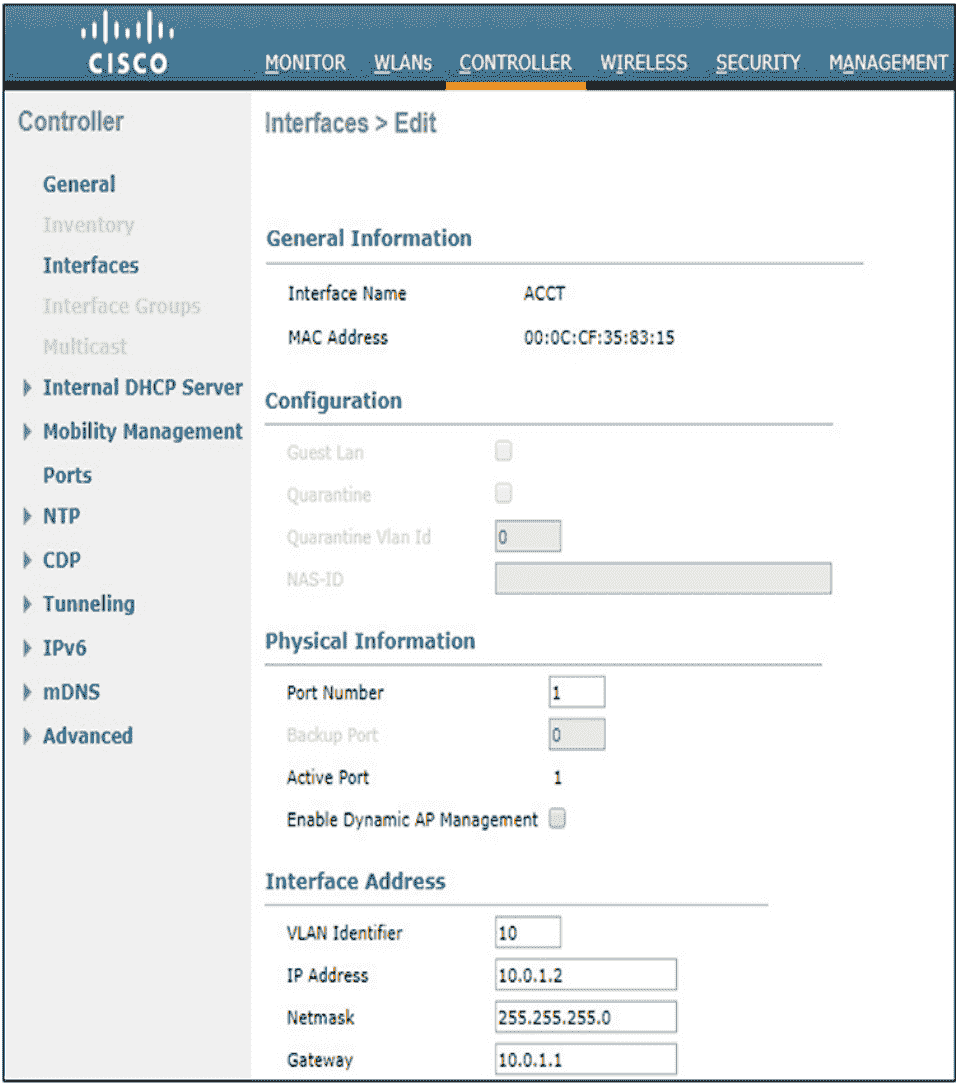 CISCO
MONITOR WLANs CONTROLLER WIRELESS SECURITY MANAGEMENT
Controller
General
Inventory
Interfaces
Interface Groups
Multicast
Internal DHCP Server
Mobility Management
Ports
NTP
CDP
Tunneling
IPv6
mDNS
Advanced
Interfaces > Edit
General Information
Interface Name ACCT
MAC Address 00:0C:CF:35:83:15
Configuration
Guest Lan
Quarantine
Quarantine Vlan Id 0
NAS-ID
Physical Information
Port Number 1
Backup Port 0
Active Port 1
Enable Dynamic AP Management
Interface Address
VLAN Identifier 10
IP Address 10.0.1.2
Netmask 255.255.255.0
Gateway 10.0.1.1